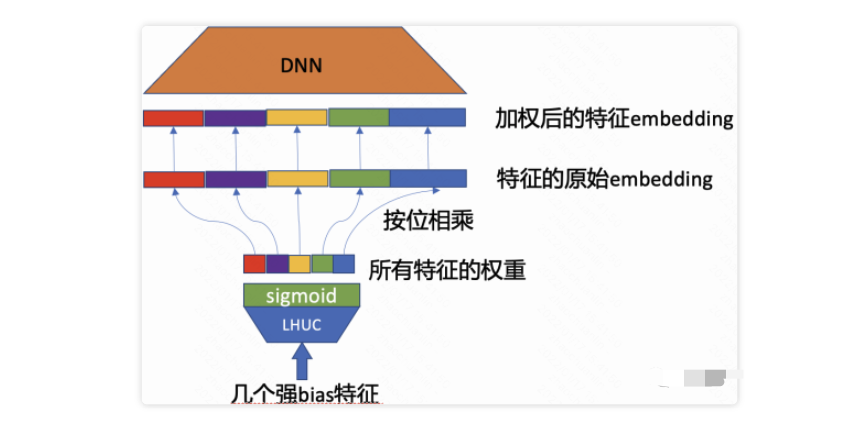 DNN
加权后的特征embedding
特征的原始embedding
按位相乘
所有特征的权重
sigmoid
LHUC
几个强bias特征